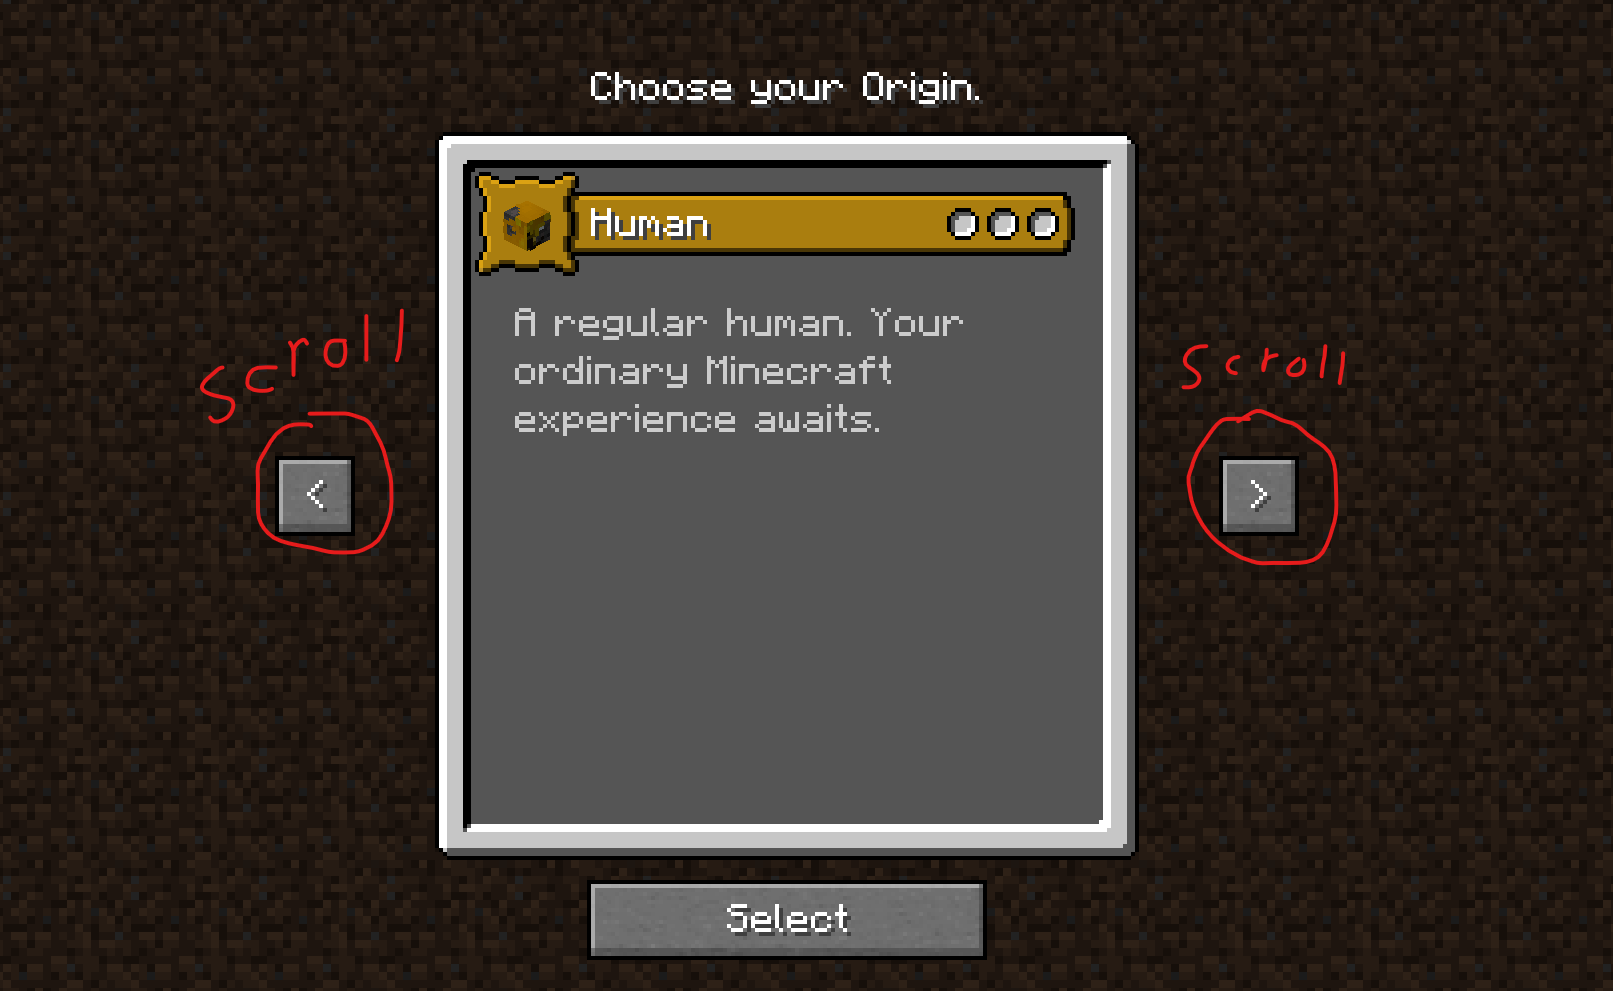 Choose your Origin.
Human
A regular human. Your
ordinary Minecraft
experience awaits.
Scroll
Scroll
<
>
Select